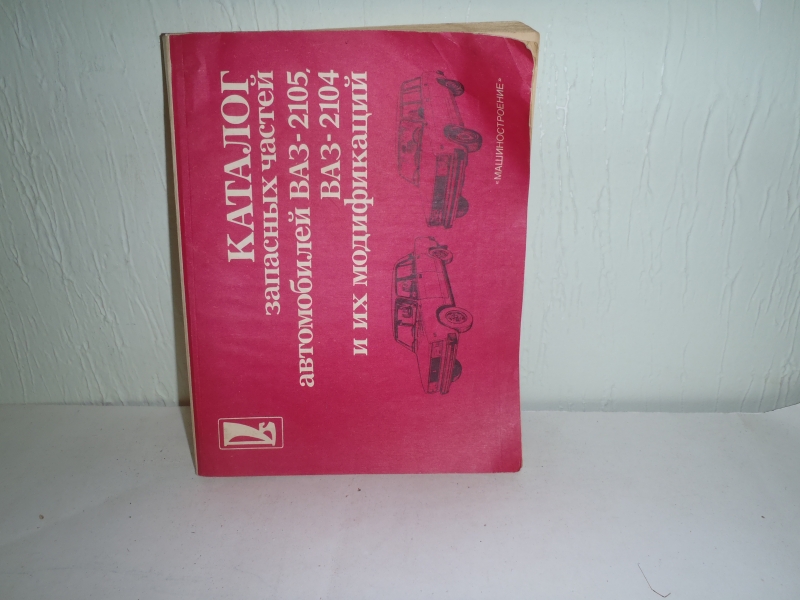 КАТАЛОГ
запасных частей
автомобилей ВАЗ-2105,
ВАЗ-2104
и их модификаций
«МАШИНОСТРОЕНИЕ»